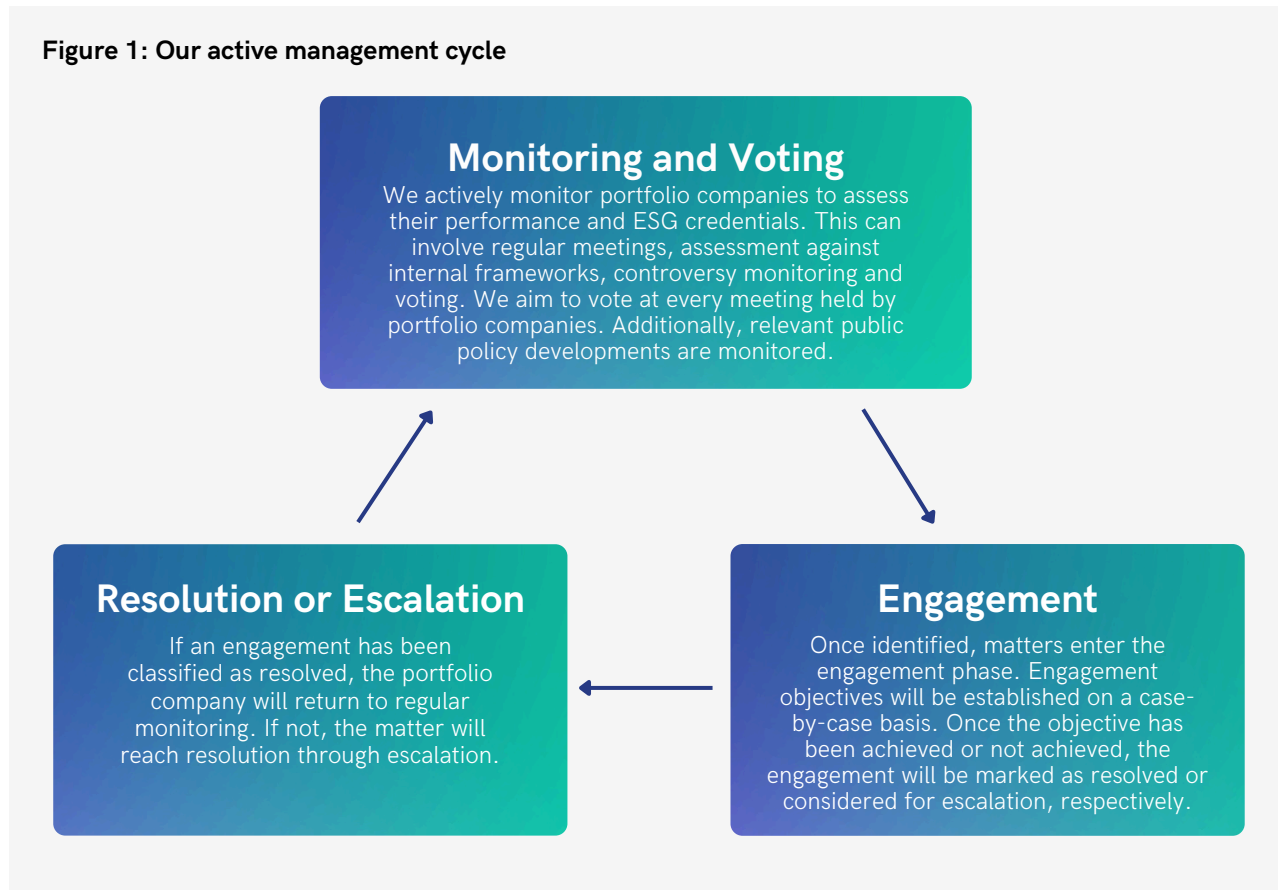 Figure 1: Our active management cycle
Monitoring and Voting
We actively monitor portfolio companies to assess
their performance and ESG credentials. This can
involve regular meetings, assessment against
internal frameworks, controversy monitoring and
voting. We aim to vote at every meeting held by
portfolio companies. Additionally, relevant public
policy developments are monitored.
Resolution or Escalation
If an engagement has been
classified as resolved, the portfolio
company will return to regular
monitoring. If not, the matter will
reach resolution through escalation.
Engagement
Once identified, matters enter the
engagement phase. Engagement
objectives will be established on a case-
by-case basis. Once the objective has
been achieved or not achieved, the
engagement will be marked as resolved or
considered for escalation, respectively.